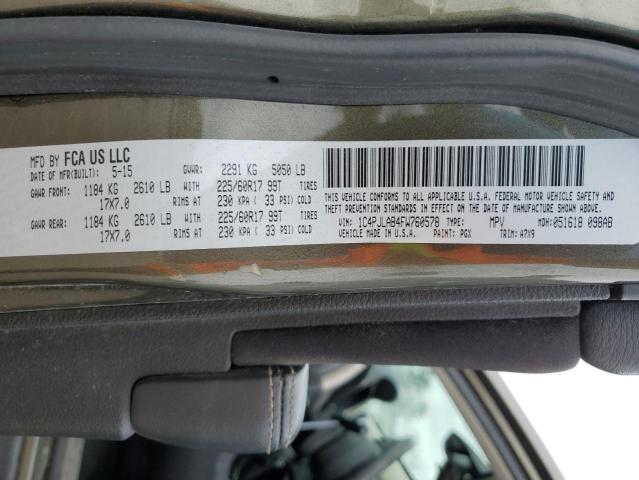 MFD BY FCA US LLC
DATE OF MFR(BUILT): 5-15 GVWR: 2291 KG 5050 LB
GAWR FRONT: 1184 KG 2610 LB WITH 225/60R17 99T TIRES
17X7.0 RIMS AT 230 KPA ( 33 PSI) COLD
GAWR REAR: 1184 KG 2610 LB WITH 225/60R17 99T TIRES
17X7.0 RIMS AT 230 KPA ( 33 PSI) COLD
THIS VEHICLE CONFORMS TO ALL APPLICABLE U.S.A. FEDERAL MOTOR VEHICLE SAFETY AND
THEFT PREVENTION STANDARDS IN EFFECT ON THE DATE OF MANUFACTURE SHOWN ABOVE.
VIN: 1C4PJLAB4FW760578 TYPE: MPV MDH: 051618 098AB
VEHICLE MADE IN U.S.A. PAINT: PGX TRIM: A7X9